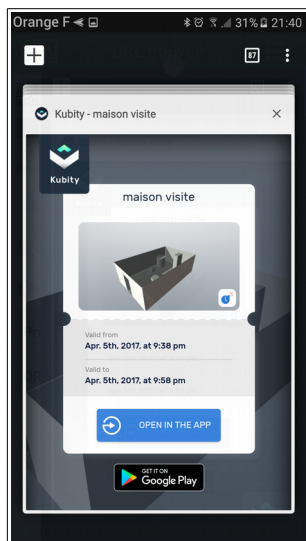 Orange F 31% 21:40
87
Kubity - maison visite
Kubity
maison visite
Valid from
Apr. 5th, 2017, at 9:38 pm
Valid to
Apr. 5th, 2017, at 9:58 pm
OPEN IN THE APP
GET IT ON
Google Play